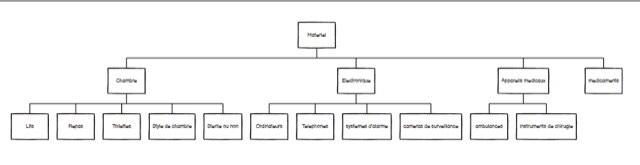 Materiel
Chambre
Electronique
Appareils medicaux
medicaments
Lits
Repas
Toilettes
Style de chambre
Ordinateurs
Telephones
systemes d'alarme
cameras de surveillance
ambulances
instruments de chirugie